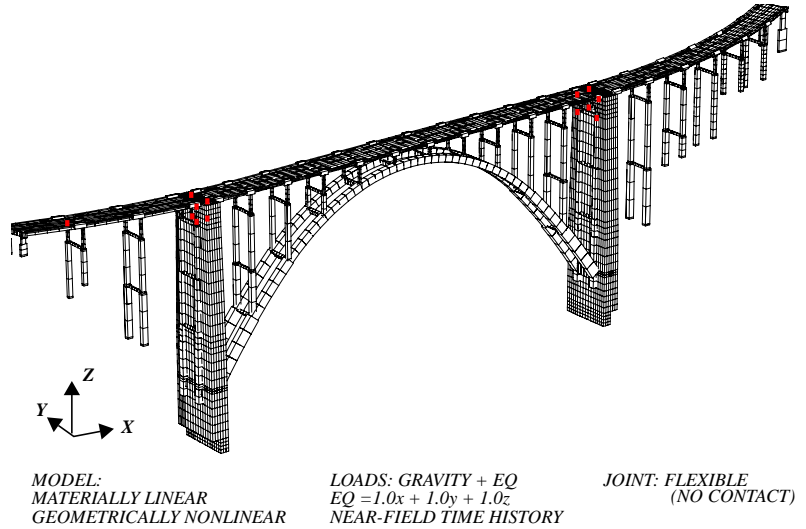 Z
Y
X
MODEL:
MATERIALLY LINEAR
GEOMETRICALLY NONLINEAR
LOADS: GRAVITY + EQ
EQ =1.0x + 1.0y + 1.0z
NEAR-FIELD TIME HISTORY
JOINT: FLEXIBLE
(NO CONTACT)